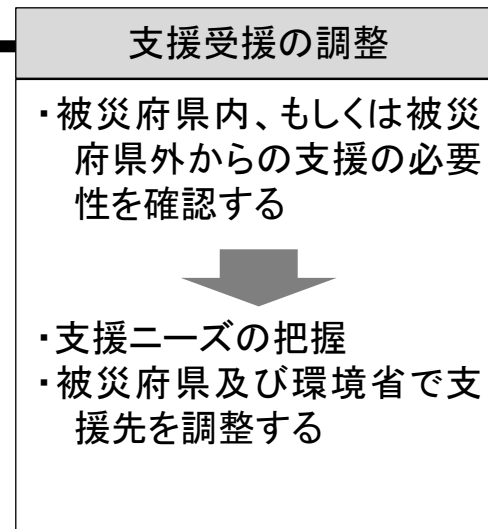 支援受援の調整
・被災府県内、もしくは被災
府県外からの支援の必要
性を確認する
・支援ニーズの把握
・被災府県及び環境省で支
援先を調整する